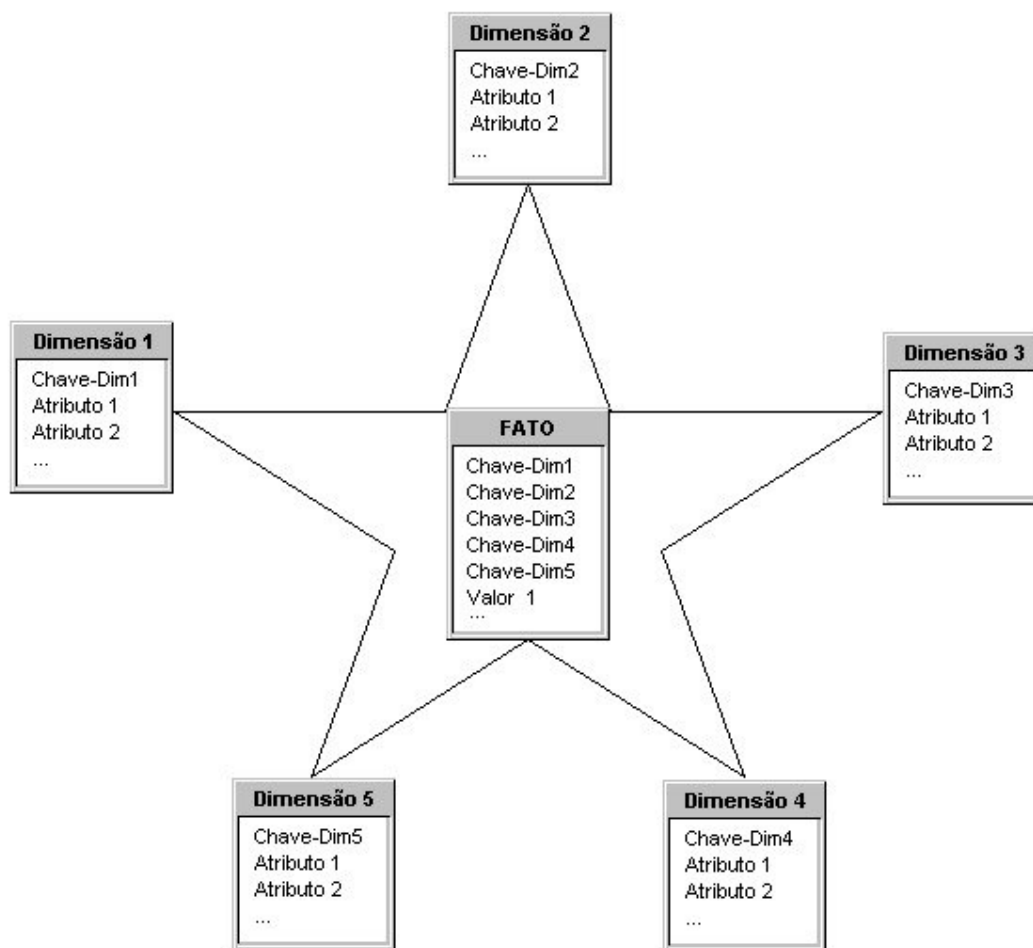 Dimensão 2
Chave-Dim2
Atributo 1
Atributo 2
...
Dimensão 1
Chave-Dim1
Atributo 1
Atributo 2
...
Dimensão 3
Chave-Dim3
Atributo 1
Atributo 2
...
FATO
Chave-Dim1
Chave-Dim2
Chave-Dim3
Chave-Dim4
Chave-Dim5
Valor 1
...
Dimensão 5
Chave-Dim5
Atributo 1
Atributo 2
...
Dimensão 4
Chave-Dim4
Atributo 1
Atributo 2
...